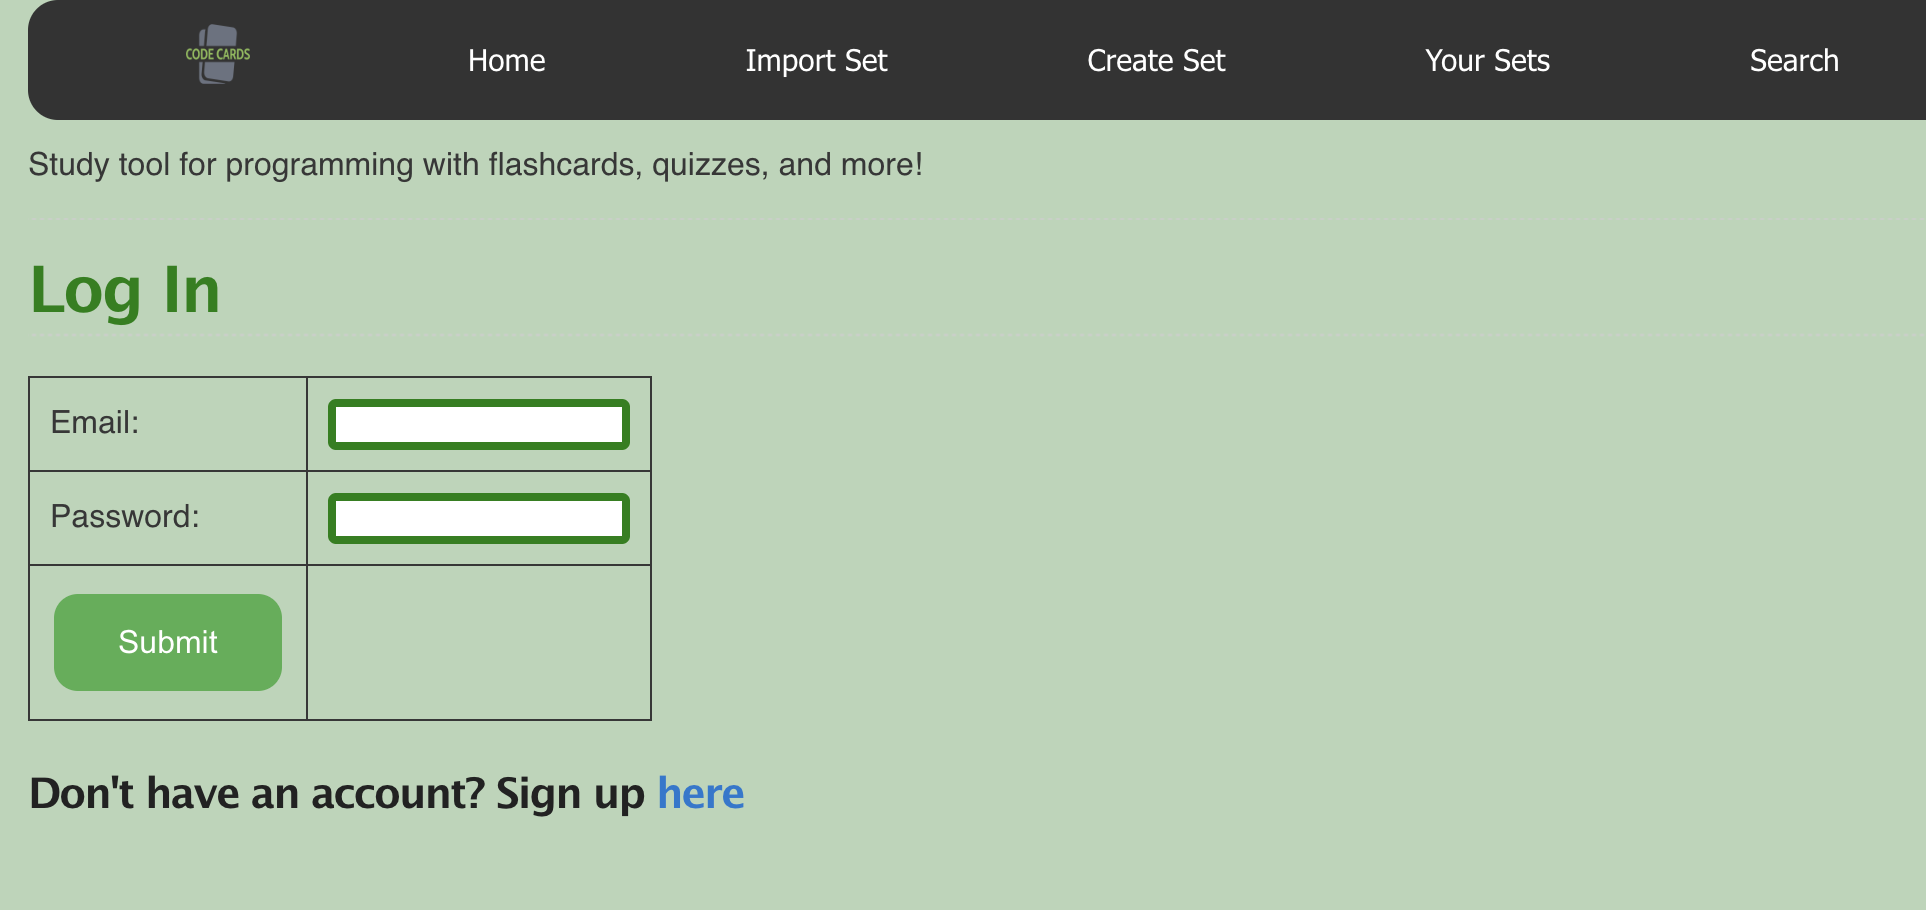 CODE CARDS
Home Import Set Create Set Your Sets Search
Study tool for programming with flashcards, quizzes, and more!
Log In
Email:
Password:
Submit
Don't have an account? Sign up here